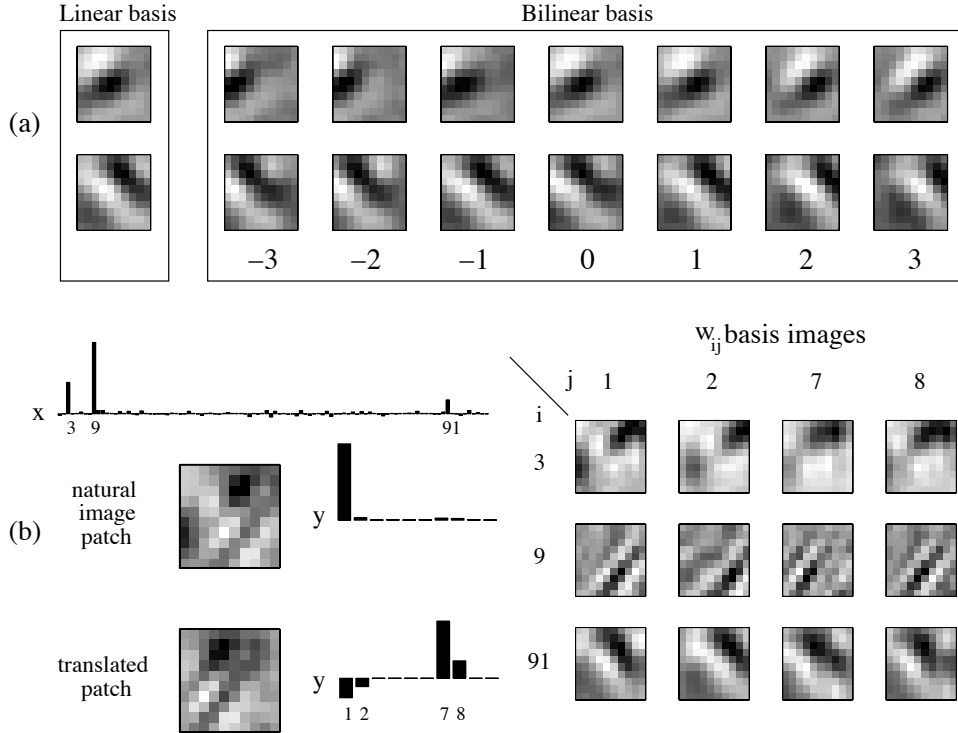 Linear basis
Bilinear basis
(a)
–3 –2 –1 0 1 2 3
w_ij basis images
j 1 2 7 8
i
x
3 9 91
3
natural
image
patch
y
(b)
9
translated
patch
y
91
1 2 7 8